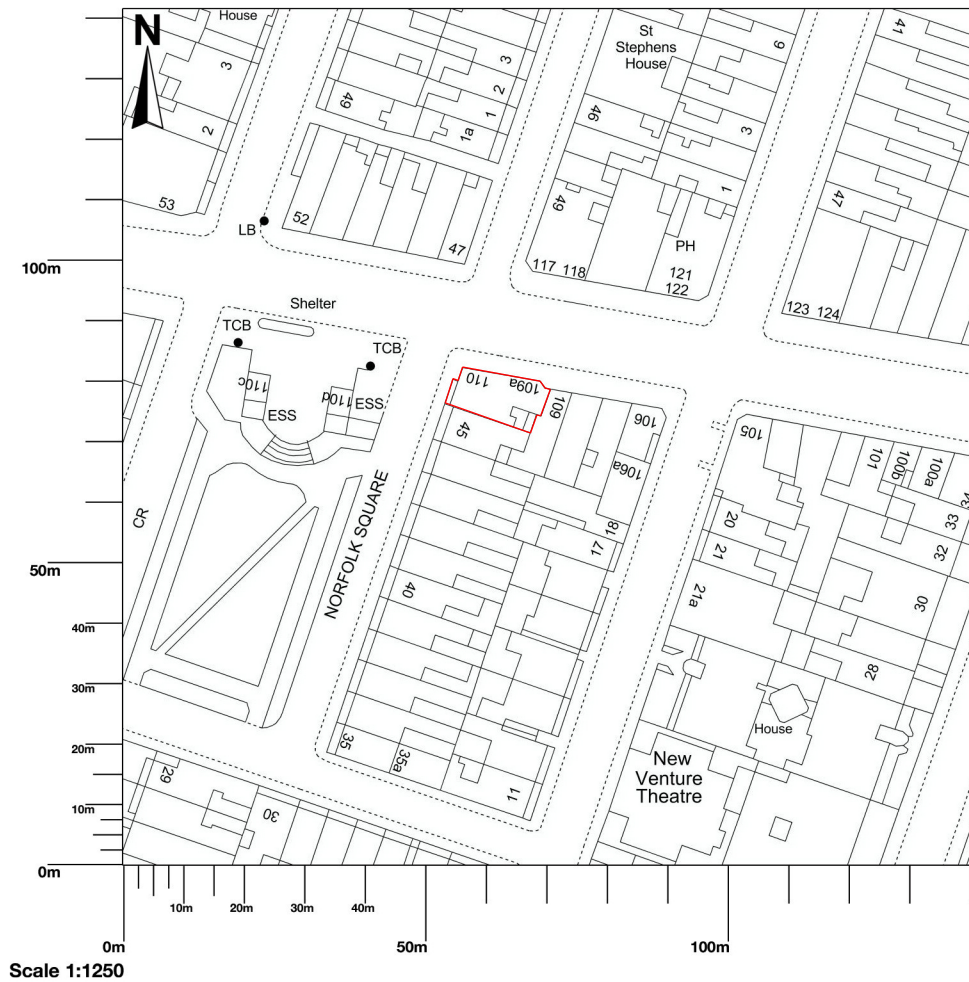 House
N
3
2
53
LB
49
3
2
1
1a
52
47
St
Stephens
House
9
46
3
1
49
PH
117 118
121
122
41
47
123 124
100m
Shelter
TCB
TCB
110c
110d
ESS
ESS
110
109a
109
106
106a
45
NORFOLK SQUARE
CR
40
18
17
35
35a
11
105
101
100b
100a
33
32
30
28
20
21
21a
House
New
Venture
Theatre
29
30
50m
40m
30m
20m
10m
0m
10m
20m
30m
40m
0m
50m
100m
Scale 1:1250